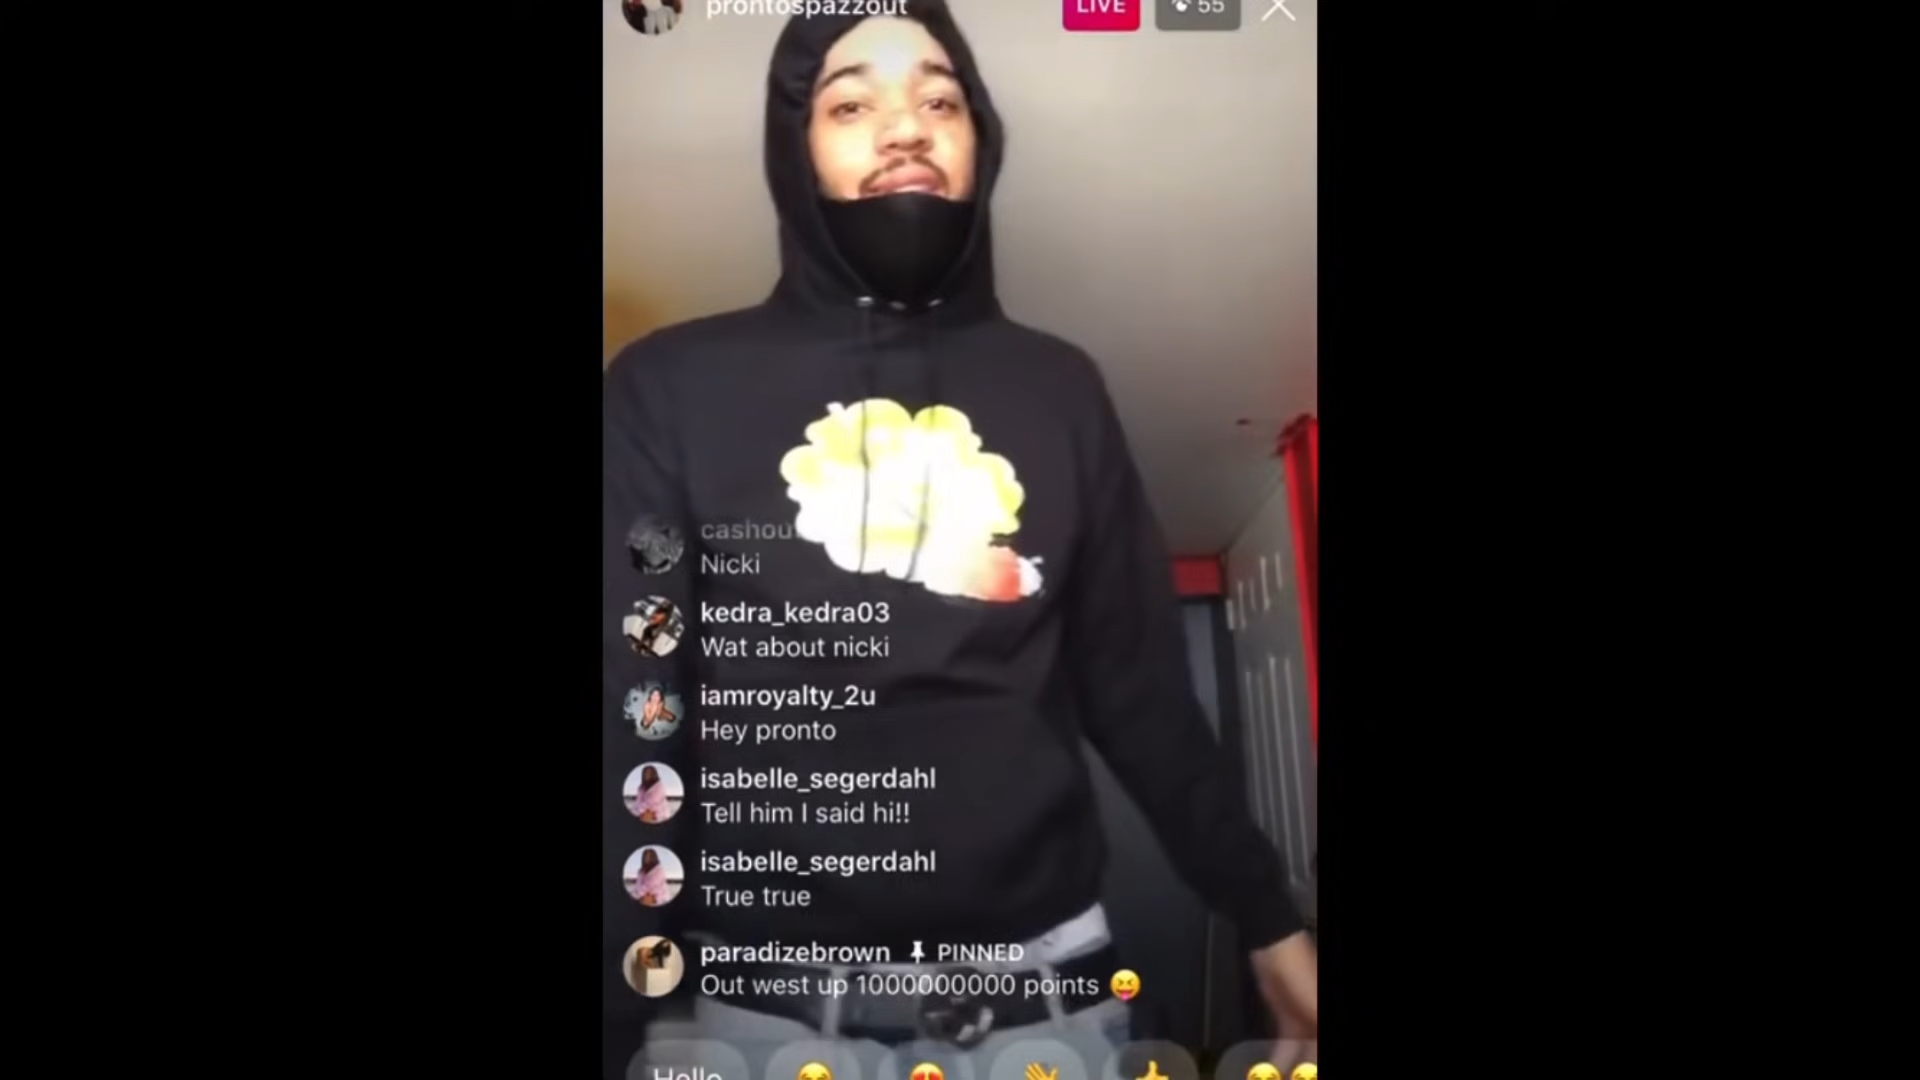 prontospazzout
LIVE
55
cashou
Nicki
kedra_kedra03
Wat about nicki
iamroyalty_2u
Hey pronto
isabelle_segerdahl
Tell him I said hi!!
isabelle_segerdahl
True true
paradizebrown PINNED
Out west up 1000000000 points 😝
Hello